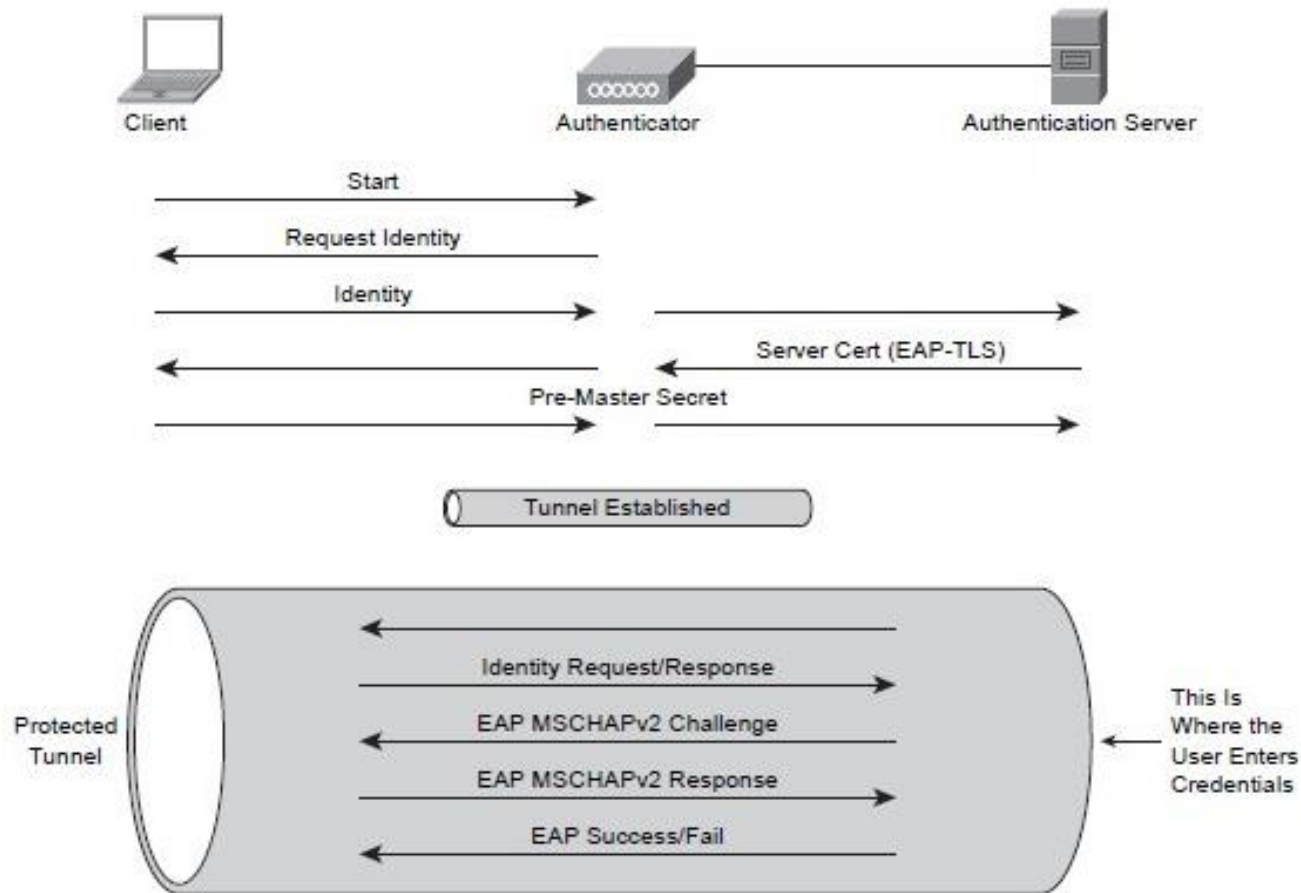 Client
Authenticator
Authentication Server
Start
Request Identity
Identity
Server Cert (EAP-TLS)
Pre-Master Secret
Tunnel Established
Identity Request/Response
EAP MSCHAPv2 Challenge
EAP MSCHAPv2 Response
EAP Success/Fail
Protected
Tunnel
This Is
Where the
User Enters
Credentials